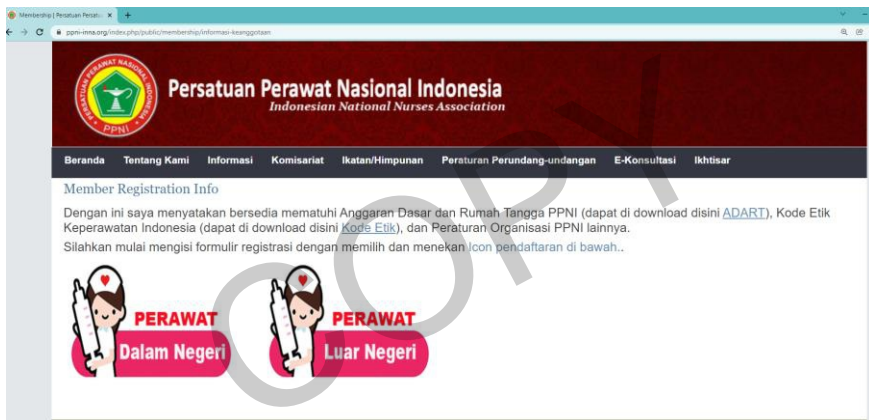 Membership | Persatuan Perawat
ppni-inna.org/index.php/public/membership/informasi-keanggotaan
PERSATUAN PERAWAT NASIONAL INDONESIA
PPNI
Persatuan Perawat Nasional Indonesia
Indonesian National Nurses Association
Beranda Tentang Kami Informasi Komisariat Ikatan/Himpunan Peraturan Perundang-undangan E-Konsultasi Ikhtisar
Member Registration Info
Dengan ini saya menyatakan bersedia mematuhi Anggaran Dasar dan Rumah Tangga PPNI (dapat di download disini ADART), Kode Etik
Keperawatan Indonesia (dapat di download disini Kode Etik), dan Peraturan Organisasi PPNI lainnya.
Silahkan mulai mengisi formulir registrasi dengan memilih dan menekan Icon pendaftaran di bawah..
PERAWAT
Dalam Negeri
PERAWAT
Luar Negeri
COPY